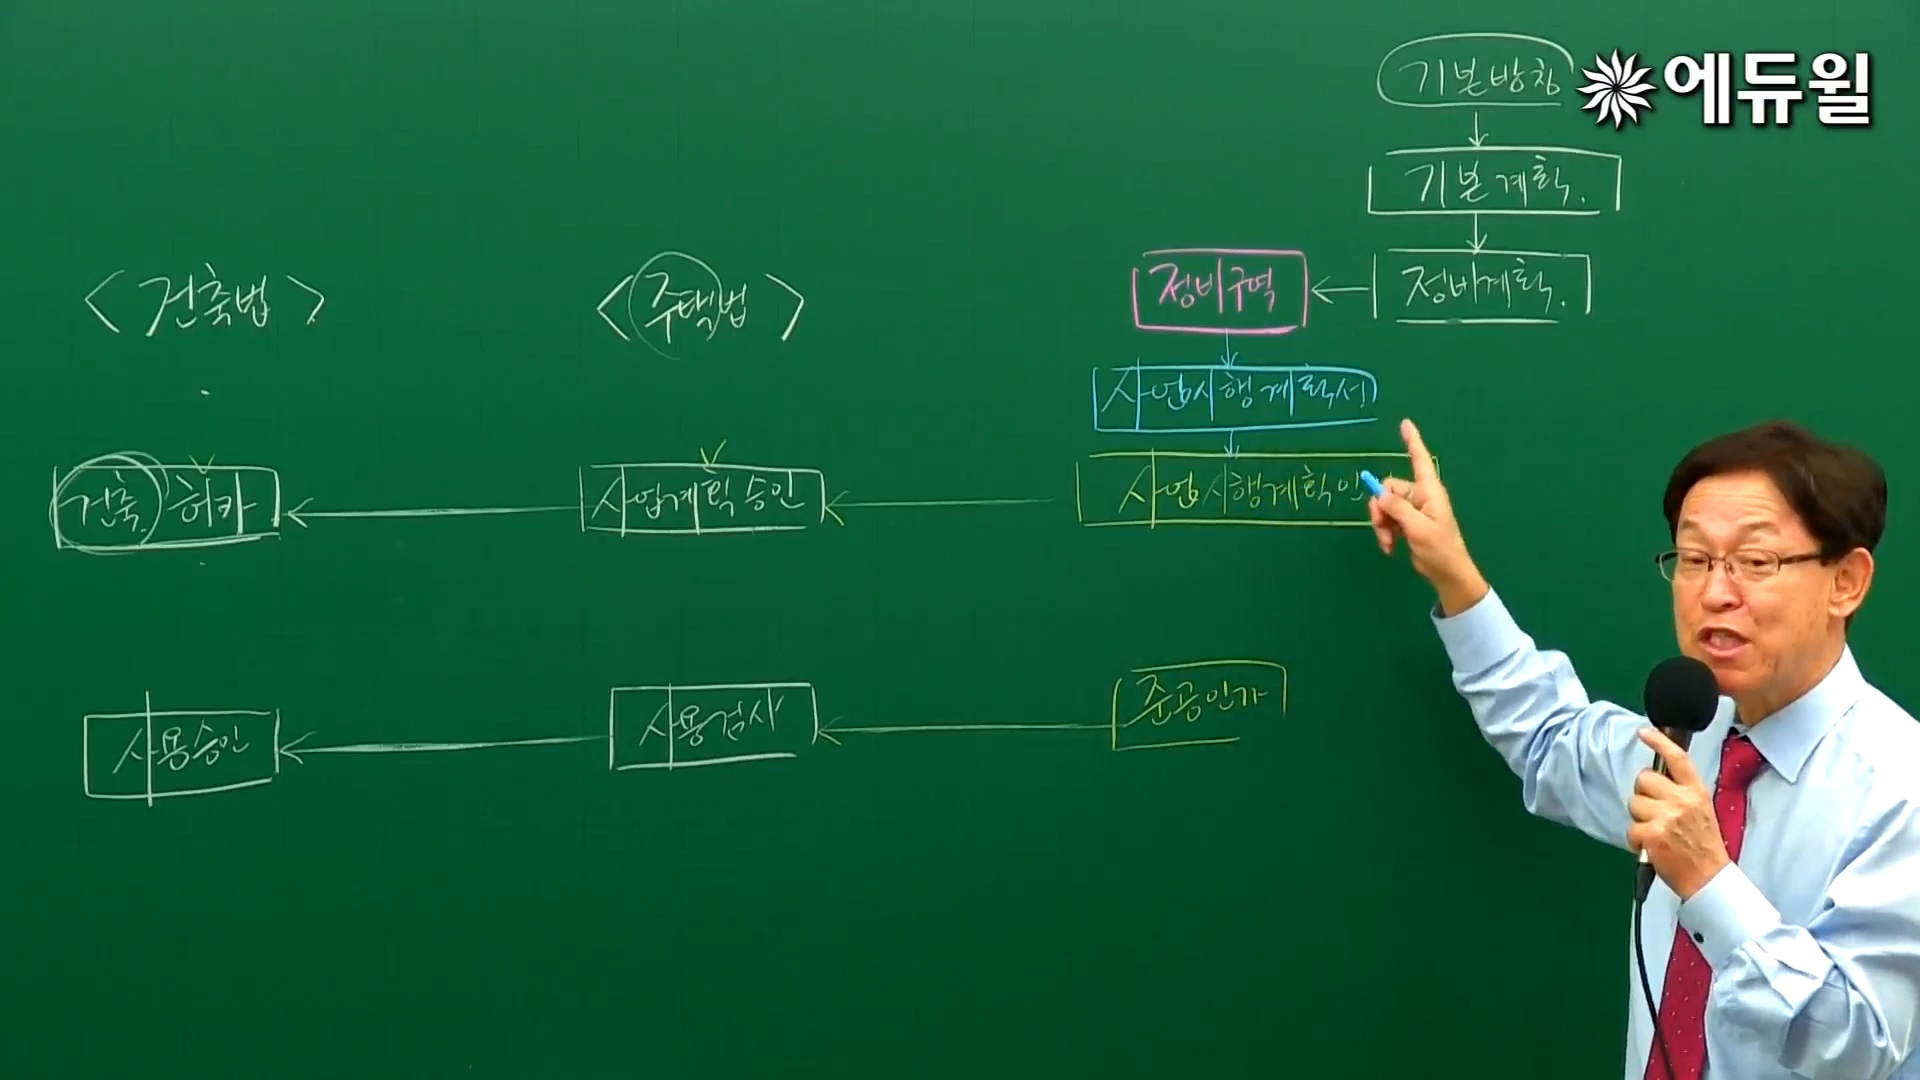 기본방침
에듀윌
기본계획.
정비구역
정비계획.
<건축법>
<주택법>
사업시행계획서
건축허가
사업계획승인
사업시행계획인
준공인가
사용승인
사용검사